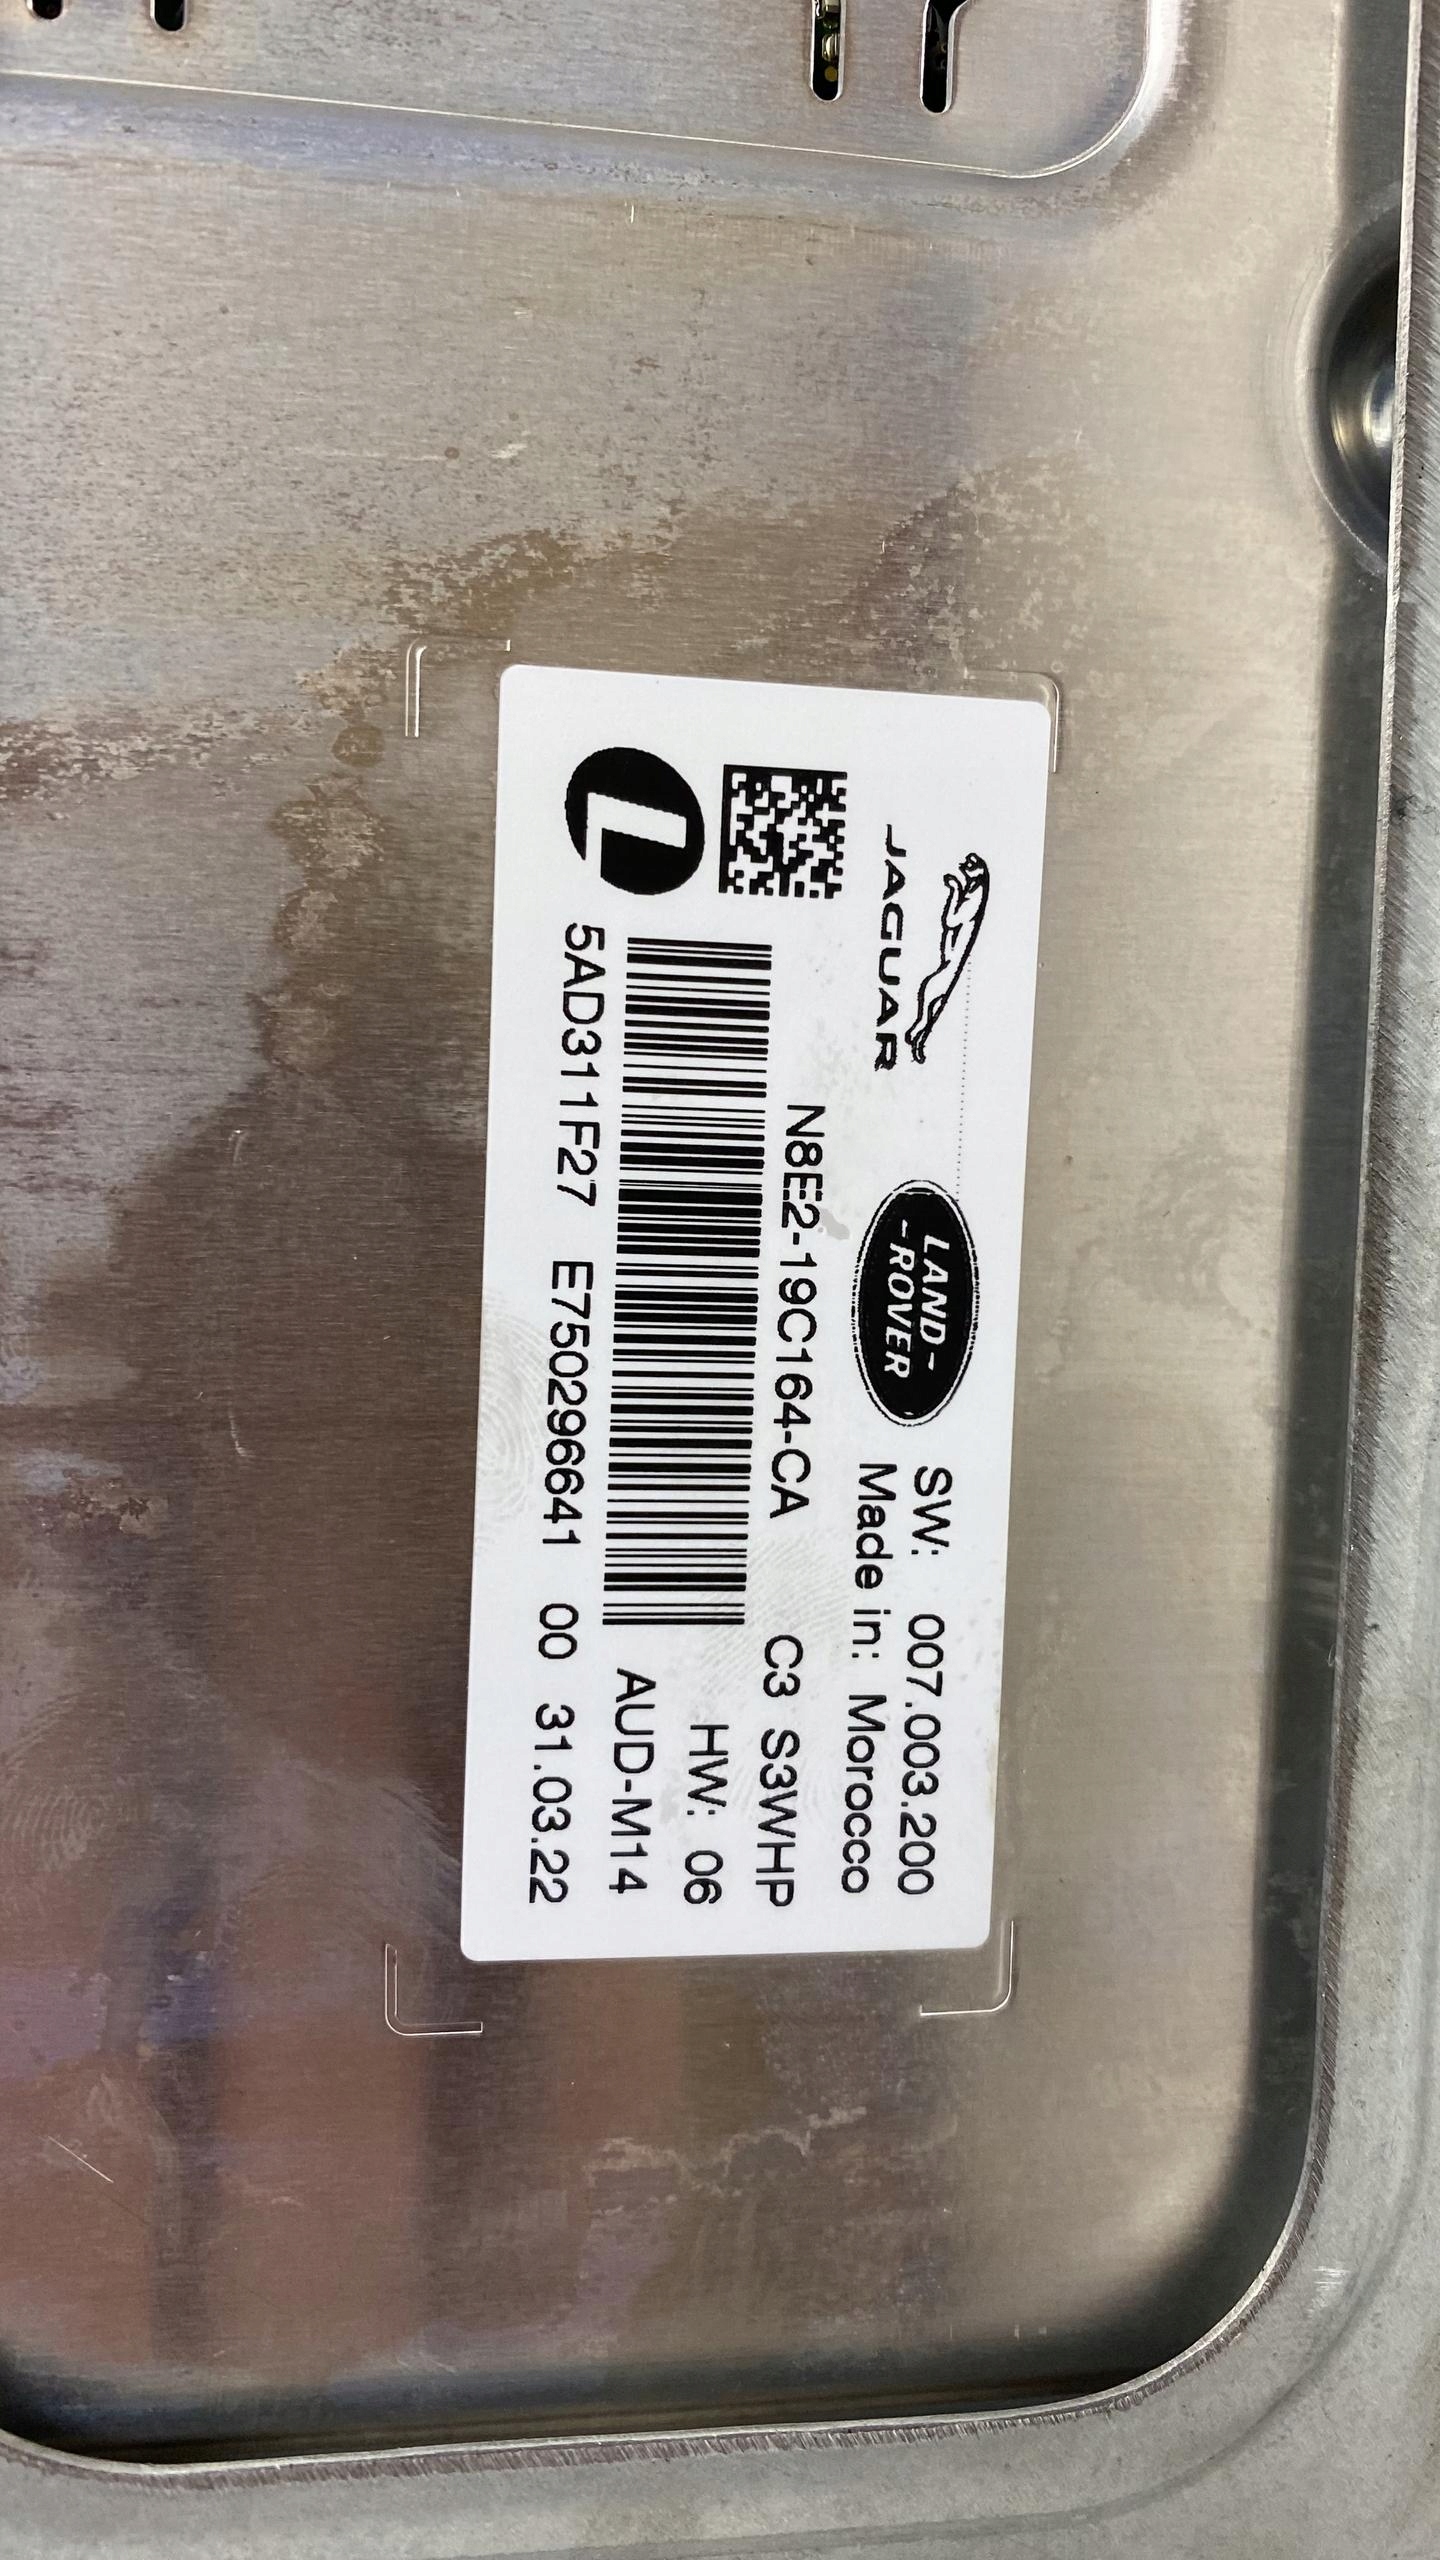 JAGUAR
LAND-
-ROVER
SW: 007.003.200
Made in: Morocco
N8E2-19C164-CA C3 S3WHP
HW: 06
AUD-M14
L
5AD311F27 E750296641 00 31.03.22